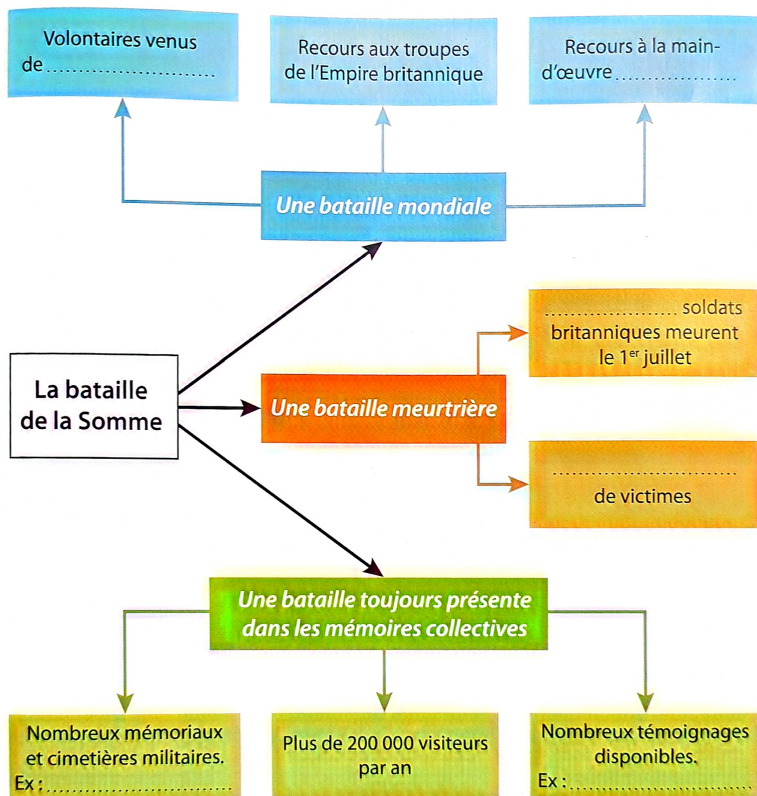 Volontaires venus
de ........................
Recours aux troupes
de l'Empire britannique
Recours à la main-
d'œuvre .................
Une bataille mondiale
La bataille
de la Somme
Une bataille meurtrière
..................... soldats
britanniques meurent
le 1er juillet
..............................
de victimes
Une bataille toujours présente
dans les mémoires collectives
Nombreux mémoriaux
et cimetières militaires.
Ex : ..........................
Plus de 200 000 visiteurs
par an
Nombreux témoignages
disponibles.
Ex : ..........................